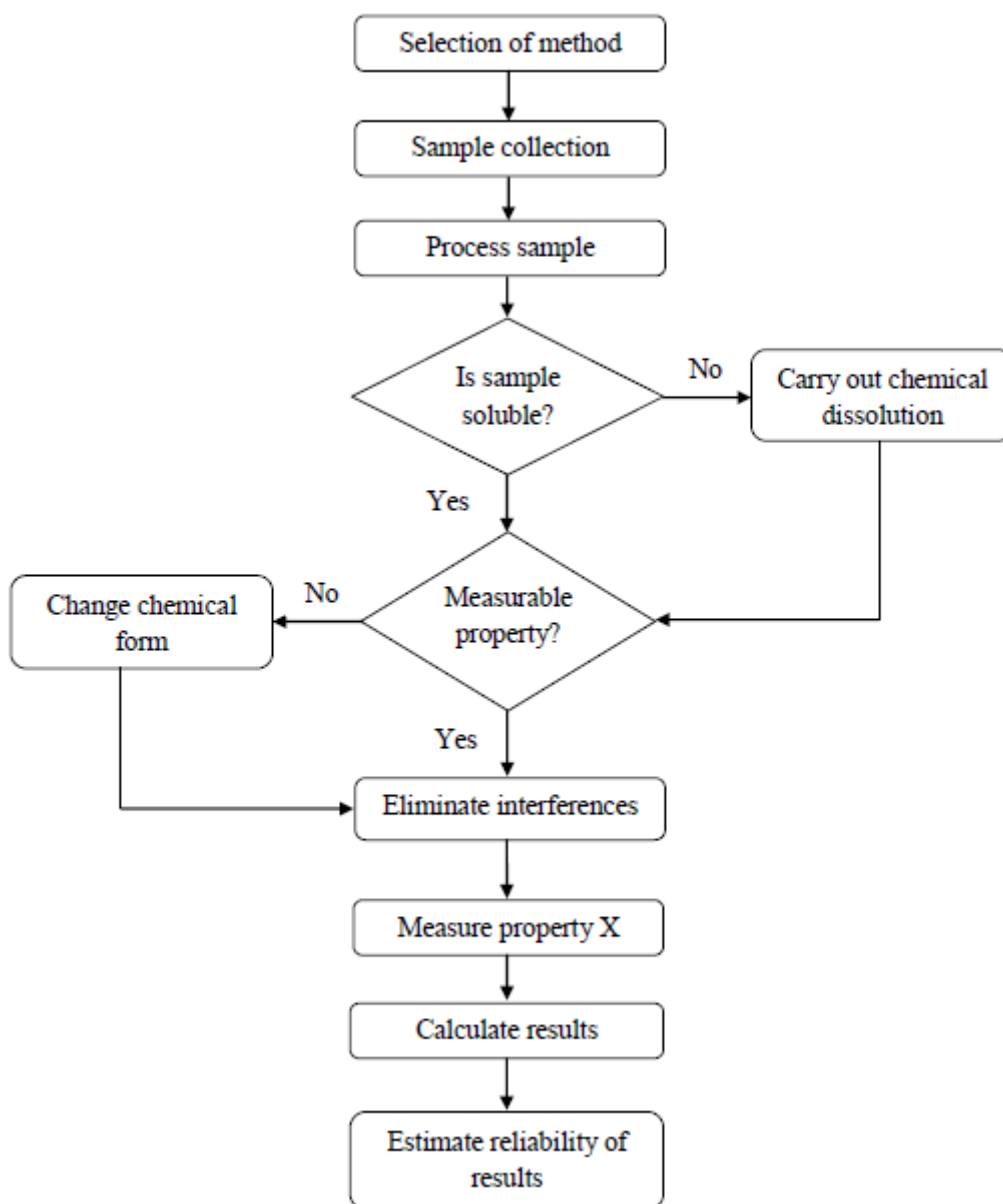 Selection of method
Sample collection
Process sample
Is sample
soluble?
No
Carry out chemical
dissolution
Yes
Change chemical
form
No
Measurable
property?
Yes
Eliminate interferences
Measure property X
Calculate results
Estimate reliability of
results